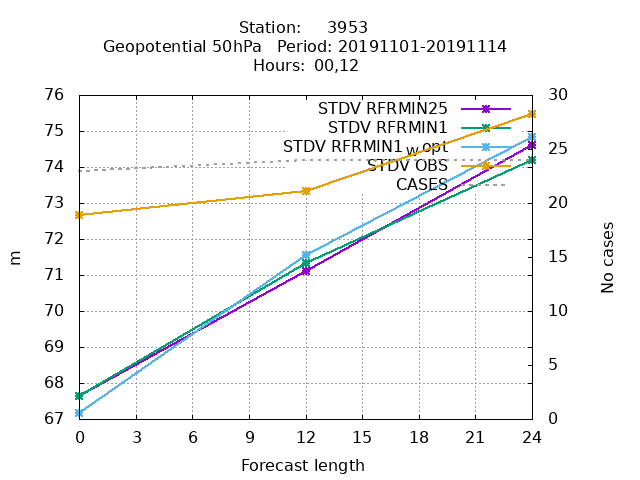 Station: 3953
Geopotential 50hPa Period: 20191101-20191114
Hours: 00,12
76
75
74
73
72
71
70
69
68
67
m
30
25
20
15
10
5
0
No cases
STDV RFRMIN25
STDV RFRMIN1
STDV RFRMIN1_w opt
STDV OBS
CASES
0 3 6 9 12 15 18 21 24
Forecast length